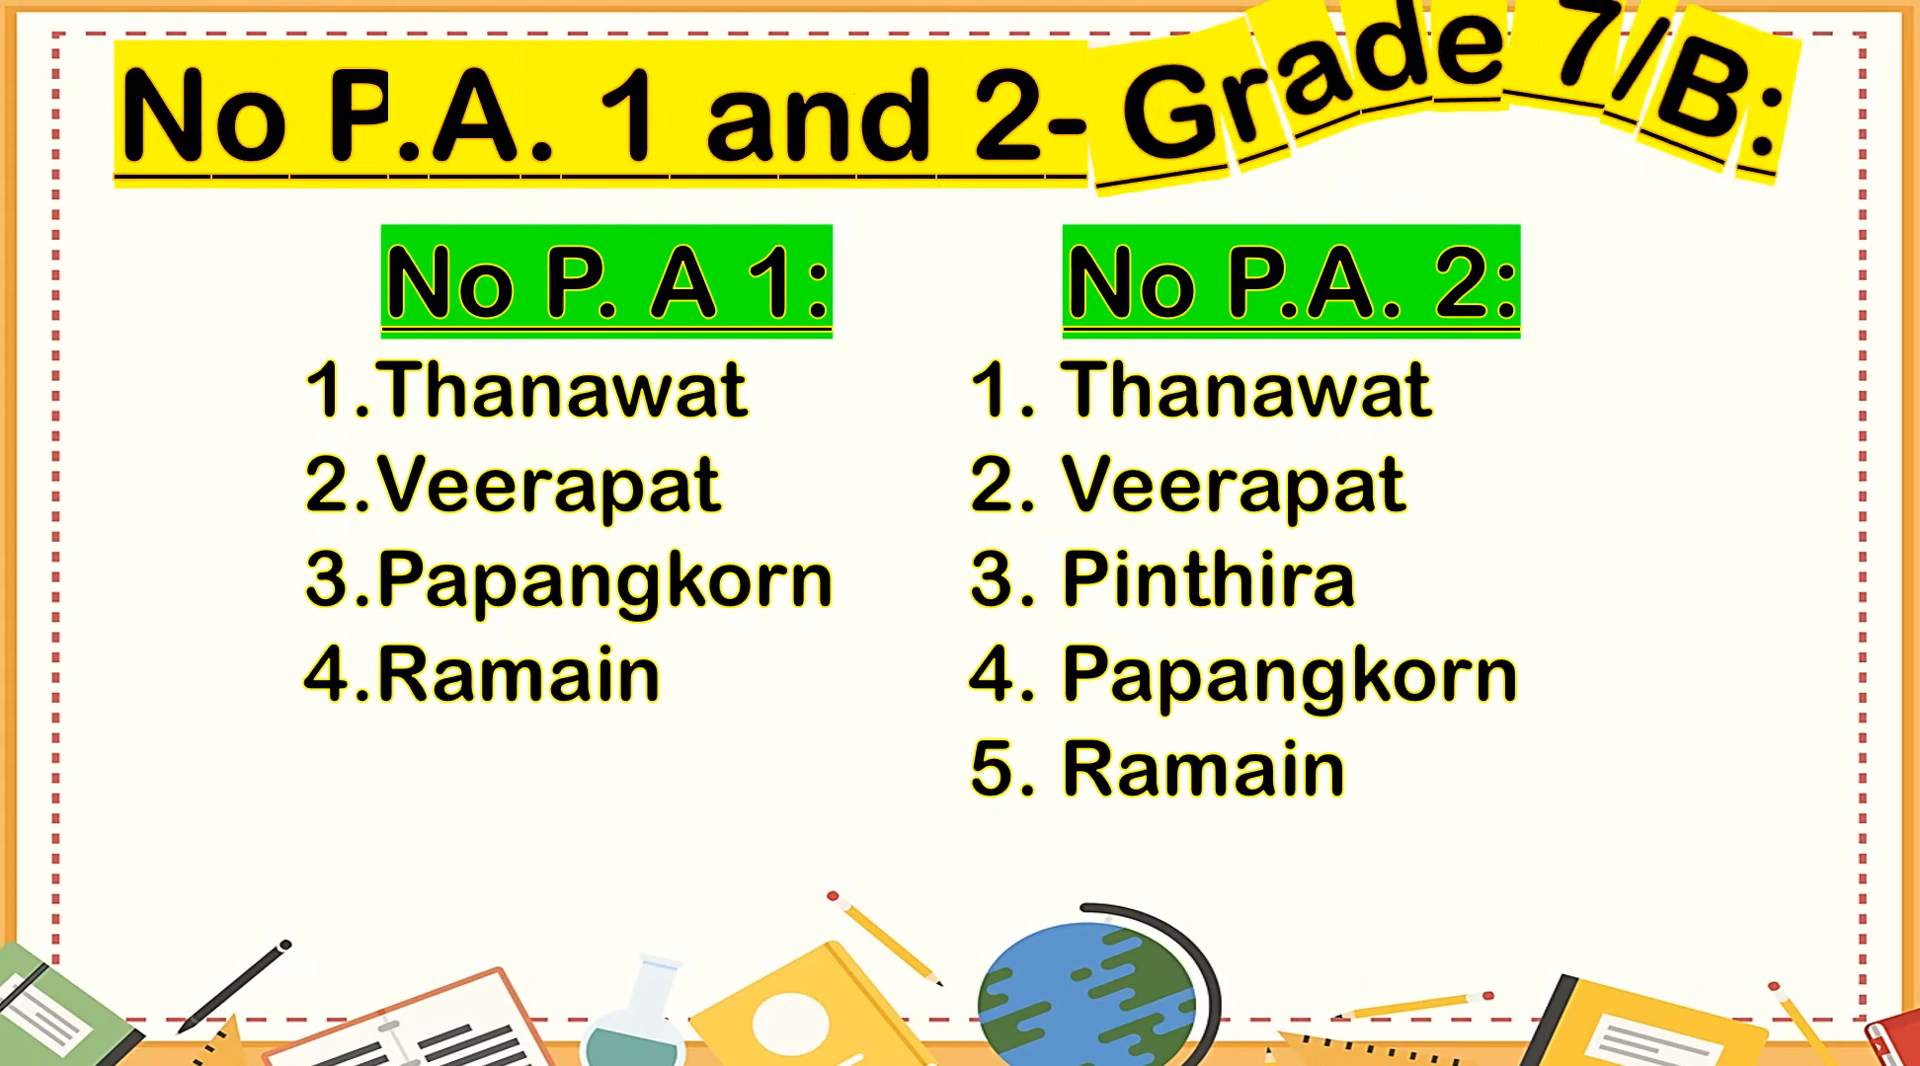 No P.A. 1 and 2- Grade 7/B:
No P. A 1:
1.Thanawat
2.Veerapat
3.Papangkorn
4.Ramain
No P.A. 2:
1. Thanawat
2. Veerapat
3. Pinthira
4. Papangkorn
5. Ramain